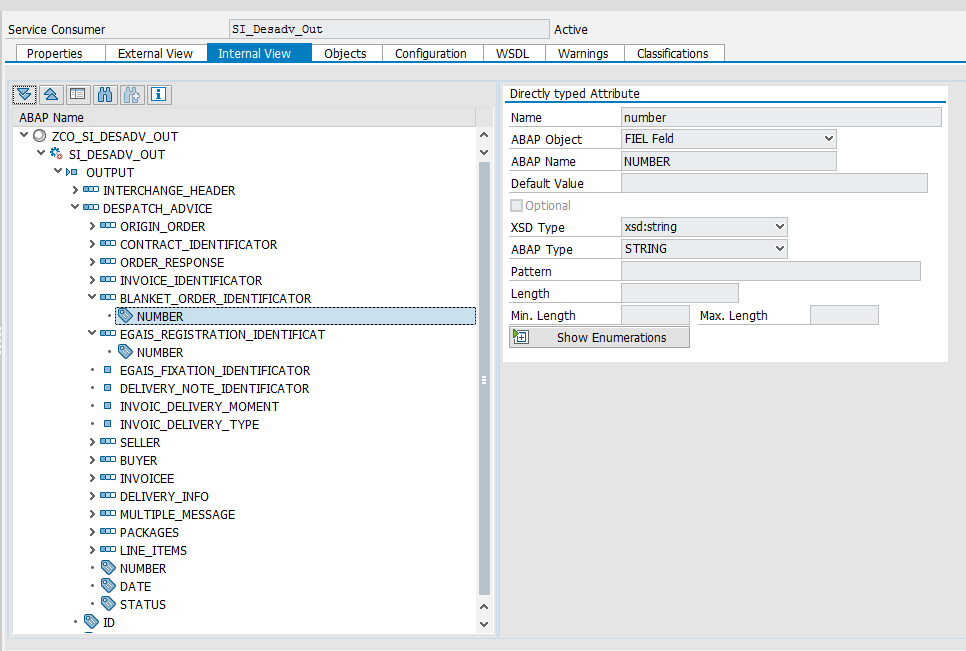 Service Consumer SI_Desadv_Out Active
Properties External View Internal View Objects Configuration WSDL Warnings Classifications
ABAP Name
ZCO_SI_DESADV_OUT
SI_DESADV_OUT
OUTPUT
INTERCHANGE_HEADER
DESPATCH_ADVICE
ORIGIN_ORDER
CONTRACT_IDENTIFICATOR
ORDER_RESPONSE
INVOICE_IDENTIFICATOR
BLANKET_ORDER_IDENTIFICATOR
NUMBER
EGAIS_REGISTRATION_IDENTIFICAT
NUMBER
EGAIS_FIXATION_IDENTIFICATOR
DELIVERY_NOTE_IDENTIFICATOR
INVOIC_DELIVERY_MOMENT
INVOIC_DELIVERY_TYPE
SELLER
BUYER
INVOICEE
DELIVERY_INFO
MULTIPLE_MESSAGE
PACKAGES
LINE_ITEMS
NUMBER
DATE
STATUS
ID
Directly typed Attribute
Name number
ABAP Object FIEL Feld
ABAP Name NUMBER
Default Value
Optional
XSD Type xsd:string
ABAP Type STRING
Pattern
Length
Min. Length Max. Length
Show Enumerations